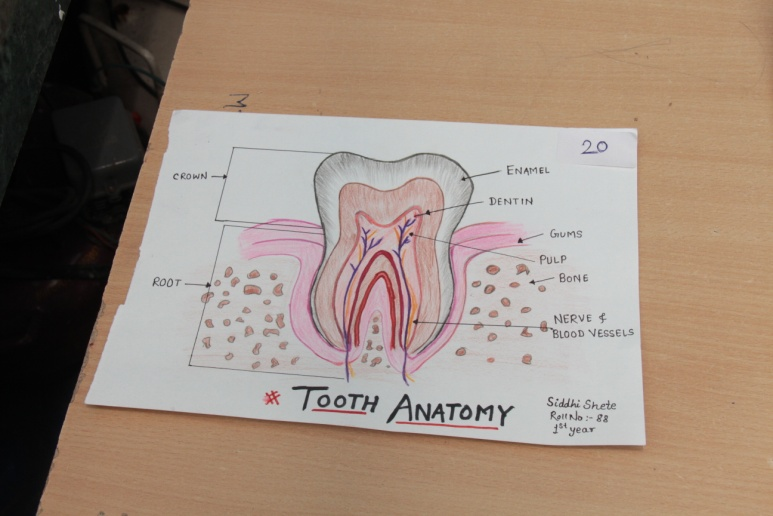 20
CROWN
ENAMEL
DENTIN
GUMS
PULP
BONE
ROOT
NERVE &
BLOOD VESSELS
TOOTH ANATOMY
Siddhi Shete
Roll No :- 88
1st year